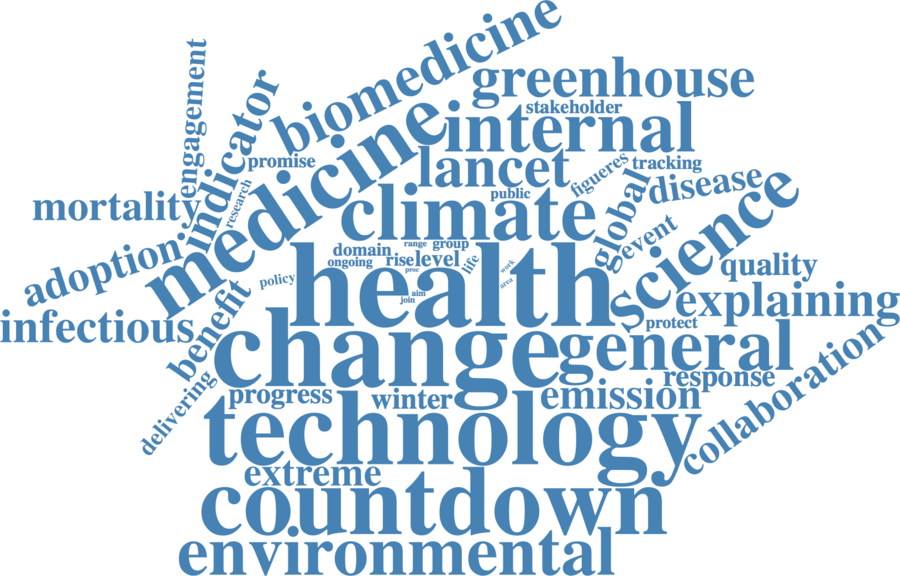 biomedicine
engagement
greenhouse
indicator
stakeholder
internal
medicine
promise
lancet
figueres
tracking
research
public
global
disease
mortality
climate
science
event
adoption
domain
range
group
ongoing
rise
level
life
work
quality
policy
proc
area
health
aim
join
explaining
infectious
benefit
protect
change
general
response
collaboration
delivering
progress
winter
emission
technology
extreme
countdown
environmental